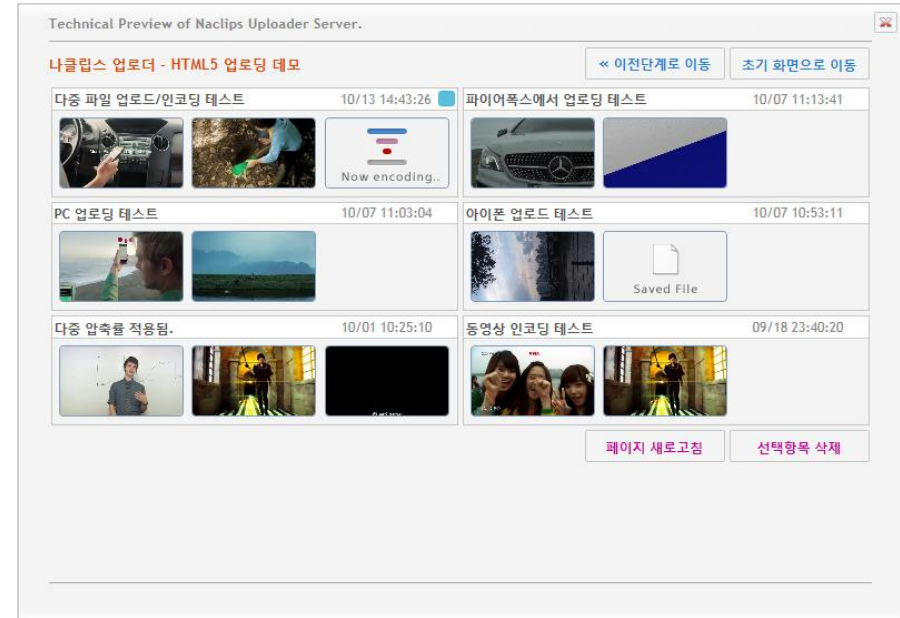 Technical Preview of Naclips Uploader Server.
나클립스 업로더 - HTML5 업로딩 데모
« 이전단계로 이동
초기 화면으로 이동
다중 파일 업로드/인코딩 테스트 10/13 14:43:26
파이어폭스에서 업로딩 테스트 10/07 11:13:41
Now encoding..
PC 업로딩 테스트 10/07 11:03:04
아이폰 업로드 테스트 10/07 10:53:11
Saved File
다중 압축률 적용됨. 10/01 10:25:10
동영상 인코딩 테스트 09/18 23:40:20
페이지 새로고침
선택항목 삭제